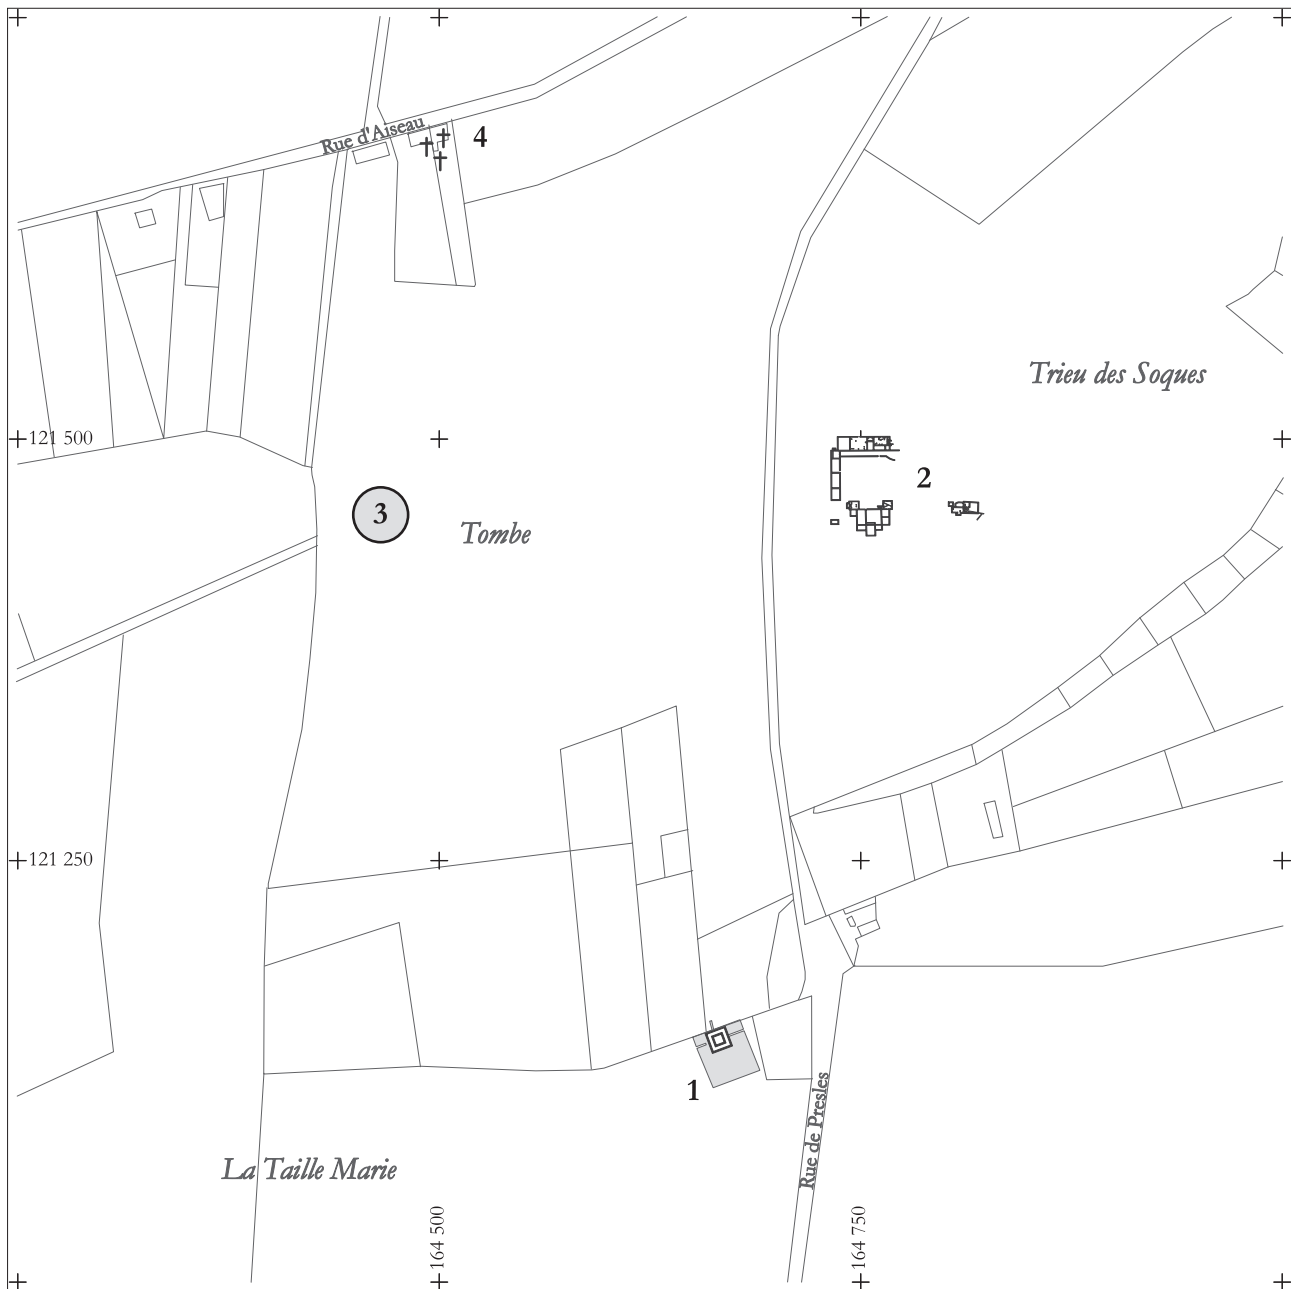 4
Rue d'Aiseau
Trieu des Soques
121 500
2
3
Tombe
121 250
1
Rue de Presles
La Taille Marie
164 500
164 750